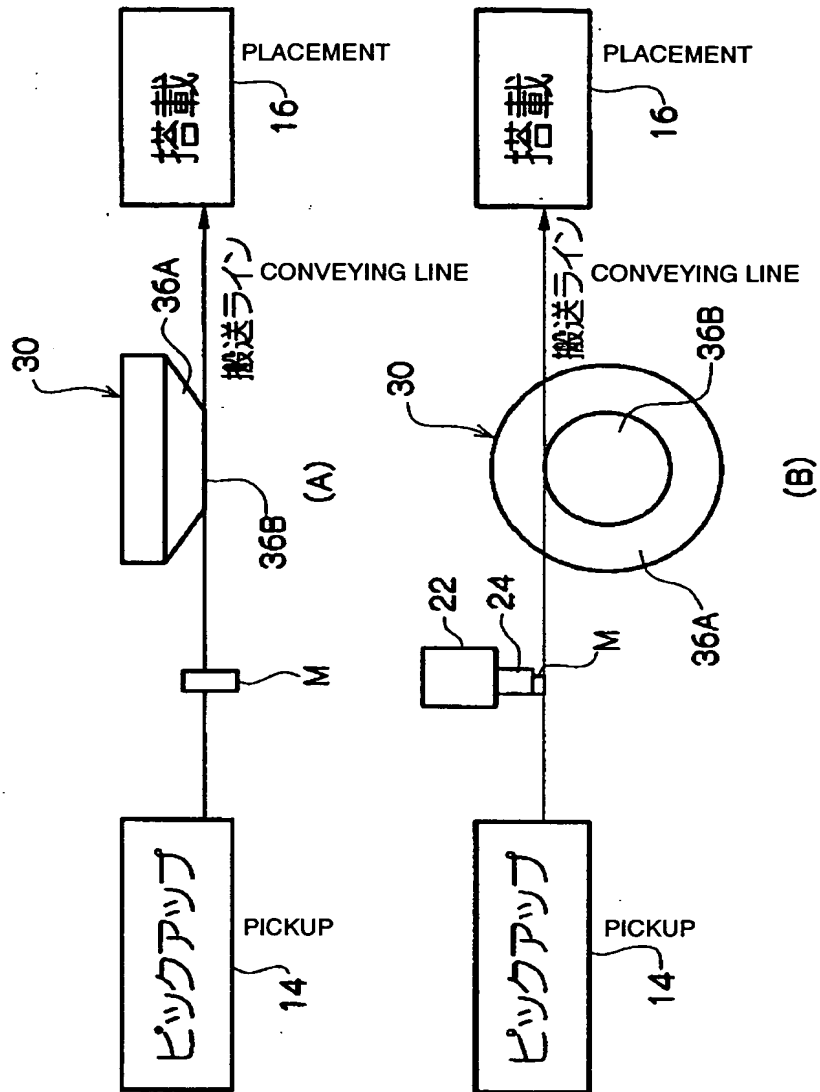 搭載
PLACEMENT
16
30
36A
搬送ライン
CONVEYING LINE
36B
M
ピックアップ
PICKUP
14
(A)
搭載
PLACEMENT
16
搬送ライン
CONVEYING LINE
30
36B
22
24
M
36A
ピックアップ
PICKUP
14
(B)